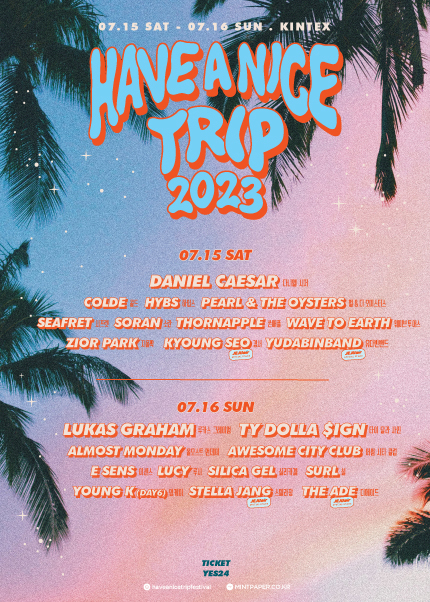 07.15 SAT - 07.16 SUN . KINTEX
HAVE A NICE
TRIP
2023
07.15 SAT
DANIEL CAESAR 다니엘 시저
COLDE 콜드 HYBS 하입스 PEARL & THE OYSTERS 펄 & 디 오이스터스
SEAFRET 시프렛 SORAN 소란 THORNAPPLE 쏜애플 WAVE TO EARTH 웨이브투어스
ZIOR PARK 지올팍 KYOUNG SEO 경서 YUDABINBAND 유다빈밴드
07.16 SUN
LUKAS GRAHAM 루카스 그레이엄 TY DOLLA $IGN 타이 달라 사인
ALMOST MONDAY 올모스트 먼데이 AWESOME CITY CLUB 어썸 시티 클럽
E SENS 이센스 LUCY 루시 SILICA GEL 실리카겔 SURL 설
YOUNG K (DAY6) 영케이 STELLA JANG 스텔라장 THE ADE 디에이드
TICKET
YES24
haveanicetripfestival MINTPAPER.CO.KR